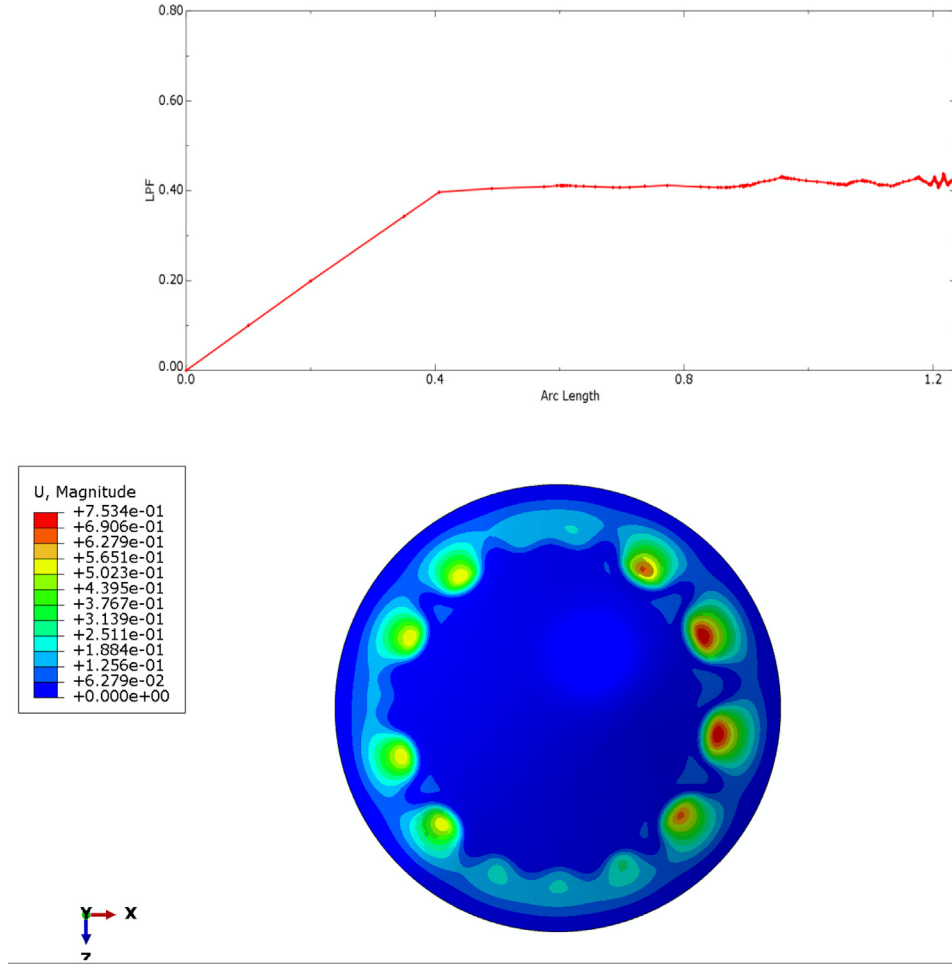 0.80
0.60
0.40
0.20
0.00
LPF
0.0
0.4
0.8
1.2
Arc Length
U, Magnitude
+7.534e-01
+6.906e-01
+6.279e-01
+5.651e-01
+5.023e-01
+4.395e-01
+3.767e-01
+3.139e-01
+2.511e-01
+1.884e-01
+1.256e-01
+6.279e-02
+0.000e+00
Y
X
Z